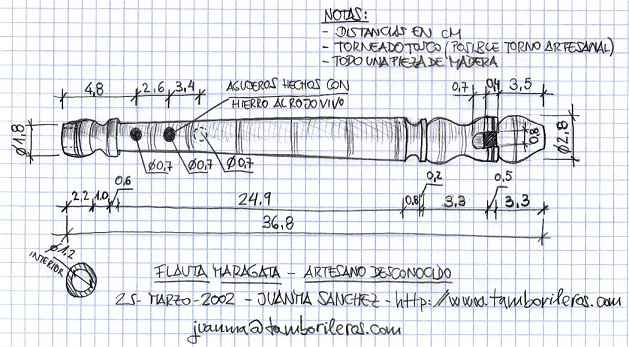 NOTAS:
- DISTANCIAS EN CM
- TORNEADO TOSCO (POSIBLE TORNO ARTESANAL)
- TODO UNA PIEZA DE MADERA
4,8 2,6 3,4 AGUJEROS HECHOS CON HIERRO AL ROJO VIVO 0,7 0,4 3,5
Ø1,8 Ø0,7 Ø0,7 Ø0,7 0,8 Ø2,8
2,2 1,0 0,6 24,9 0,8 0,2 3,3 0,5 3,3
36,8
Ø1,2
INTERIOR
FLAUTA MARAGATA - ARTESANO DESCONOCIDO
25-MARZO-2002 - JUANMA SANCHEZ - http://www.tamborileros.com
juanma@tamborileros.com